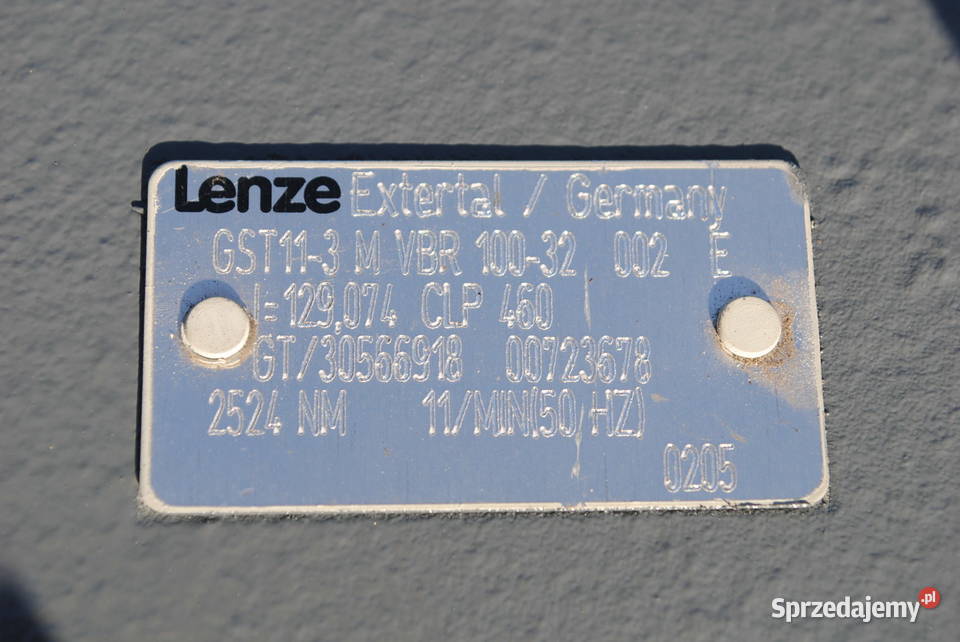 Lenze Extertal / Germany
GST11-3 M VBR 100-32 002 E
I=129,074 CLP 460
GT/30566918 00723678
2524 NM 11/MIN(50 HZ)
0205
Sprzedajemy.pl